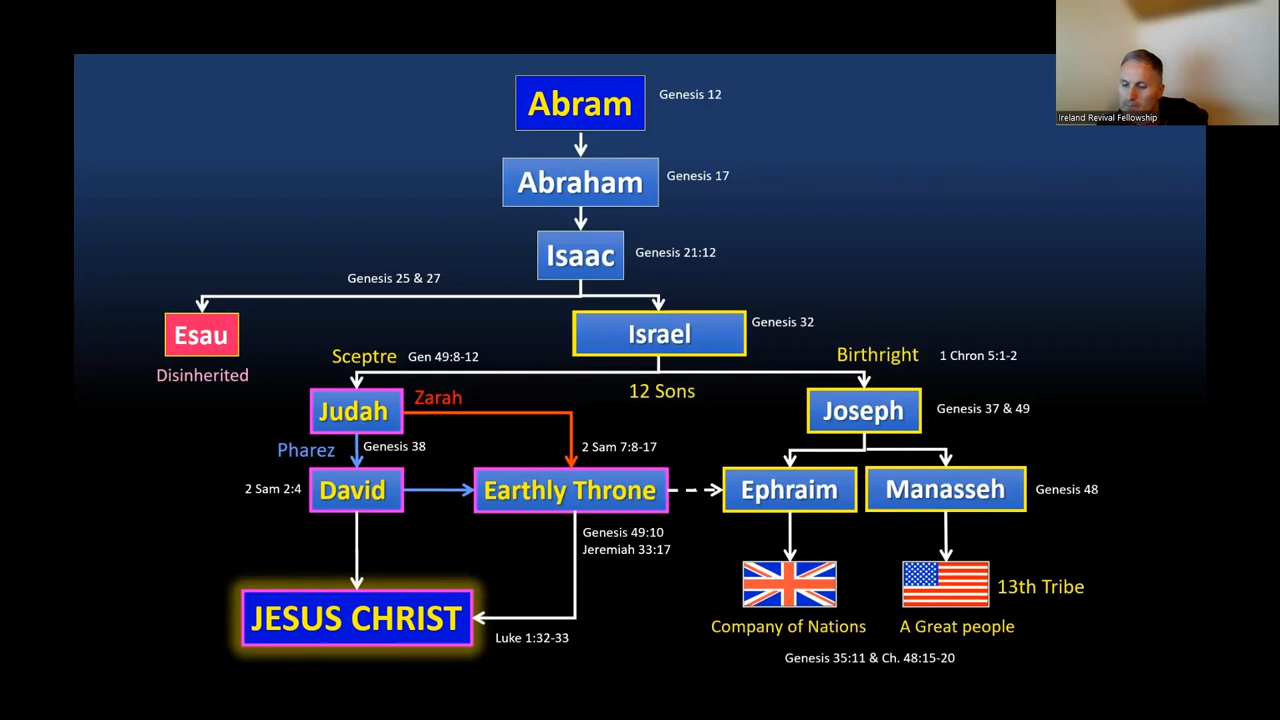 Abram
Genesis 12
Ireland Revival Fellowship
Abraham
Genesis 17
Isaac
Genesis 21:12
Genesis 25 & 27
Esau
Israel
Genesis 32
Disinherited
Sceptre
Gen 49:8-12
Birthright
1 Chron 5:1-2
12 Sons
Judah
Zarah
Joseph
Genesis 37 & 49
Pharez
Genesis 38
2 Sam 7:8-17
2 Sam 2:4
David
Earthly Throne
Ephraim
Manasseh
Genesis 48
Genesis 49:10
Jeremiah 33:17
13th Tribe
JESUS CHRIST
Luke 1:32-33
Company of Nations
A Great people
Genesis 35:11 & Ch. 48:15-20